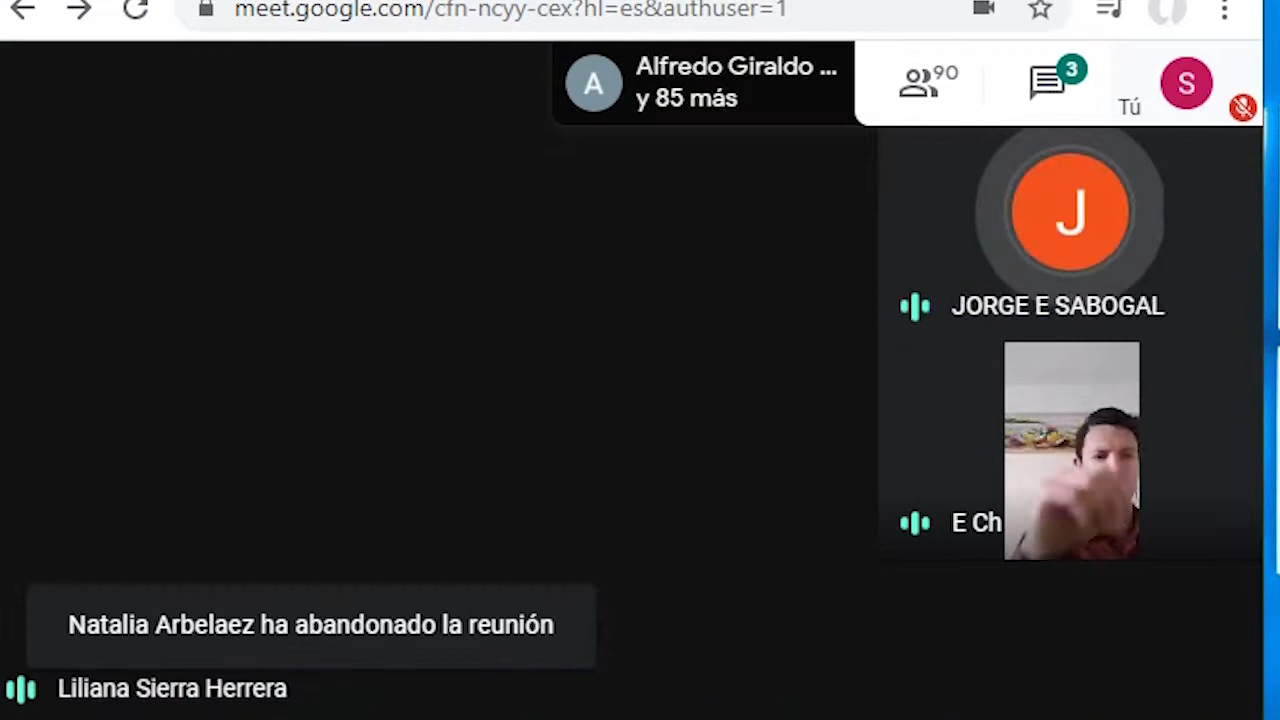 meet.google.com/cfn-ncyy-cex?hl=es&authuser=1
A
Alfredo Giraldo ...
y 85 más
90
3
Tú
S
J
JORGE E SABOGAL
E Ch
Natalia Arbelaez ha abandonado la reunión
Liliana Sierra Herrera